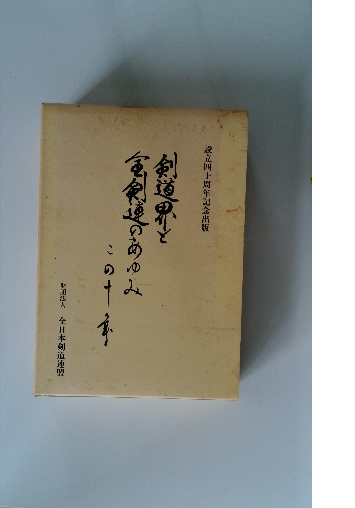 設立四十周年記念出版
剣道界と
全剣連のあゆみ
この十年
財団法人 全日本剣道連盟